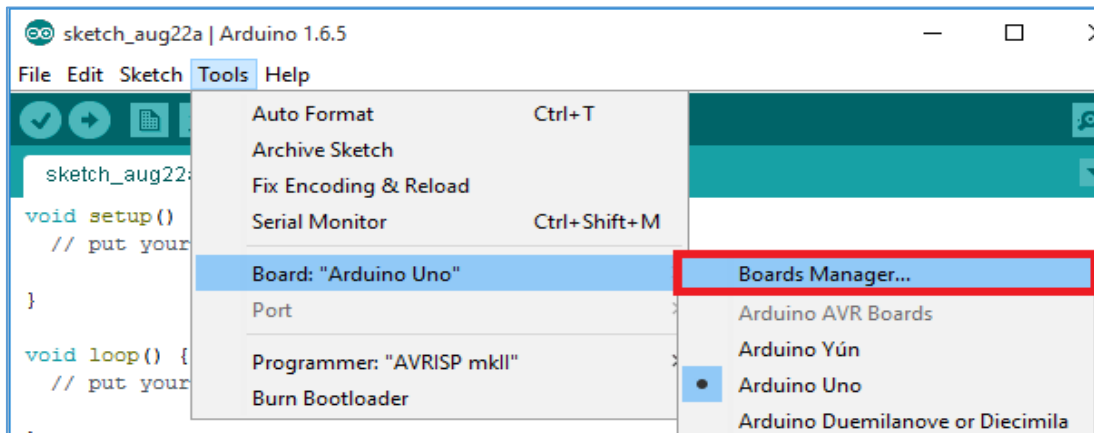 sketch_aug22a | Arduino 1.6.5
File Edit Sketch Tools Help
Auto Format Ctrl+T
Archive Sketch
sketch_aug22a
Fix Encoding & Reload
void setup()
Serial Monitor Ctrl+Shift+M
// put your
Board: "Arduino Uno"
Boards Manager...
}
Port
Arduino AVR Boards
Arduino Yún
void loop() {
Programmer: "AVRISP mkII"
// put your
Arduino Uno
Burn Bootloader
Arduino Duemilanove or Diecimila